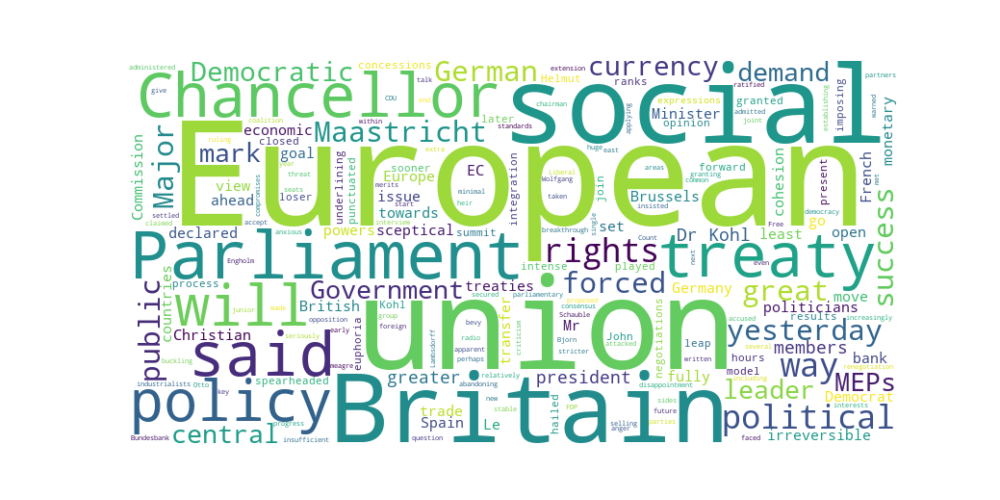 administered
Democratic
concessions
German
extension
currency
social
demand
partners
give
Chancellor
CDU
talk
Helmut
ranks
ratified
within
later
chairman
expressions
granted
Minister
opinion
admitted
joint
applying
establishing
warned
imposing
monetary
Commission
Major
ruling
coalition
economic
closed
Maastricht
standards
extra
huge
east
European
mark
goal
year
threat
view
ahead
seats
loser
compromises
underlining
punctuated
sooner
Europe
issue
towards
merits
heir
start
minimal
EC
integration
Liberal
Wolfgang
taken
join
areas
single
common
forward
granting
Brussels
cohesion
least
present
go
French
met
democracy
Free
open
settled
claimed
accept
anxious
interview
powers
sceptical
summit
breakthrough
insisted
set
Count
Dr Kohl
declared
Engholm
Parliament
rights
treaty
success
next
even
process
Government
treaties
intense
played
forced
Germany
great
move
accused
public
countries
will
British
Kohl
group
secured
parliamentary
consensus
Schauble
Mr
Bjorn
stricter
John
attacked
transfer
negotiations
politicians
results
increasingly
yesterday
Christian
junior
made
opposition
foreign
early
euphoria
radio
bevy
Lambsdorff
apparent
perhaps
criticism
union
leap
written
hours
members
bank
several
including
renegotiation
way
said
meagre
seriously
buckling
industrialists
Otto
spearheaded
key
greater
relatively
abandoning
president
disappointment
fully
model
MEPs
leader
Democrat
interests
policy
Britain
trade
Spain
new
stable
FDP
Le
hailed
sides
future
parties
selling
anger
political
Bundesbank
central
progress
insufficient
question
faced
irreversible